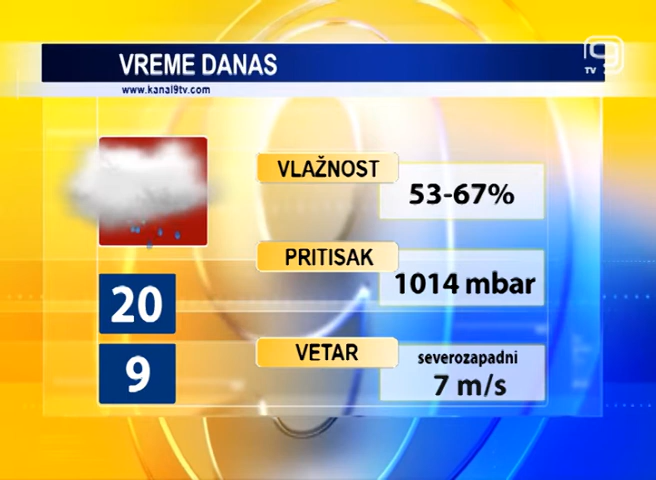 VREME DANAS
9
TV
www.kanal9tv.com
VLAŽNOST
53-67%
PRITISAK
1014 mbar
20
9
VETAR
severozapadni
7 m/s